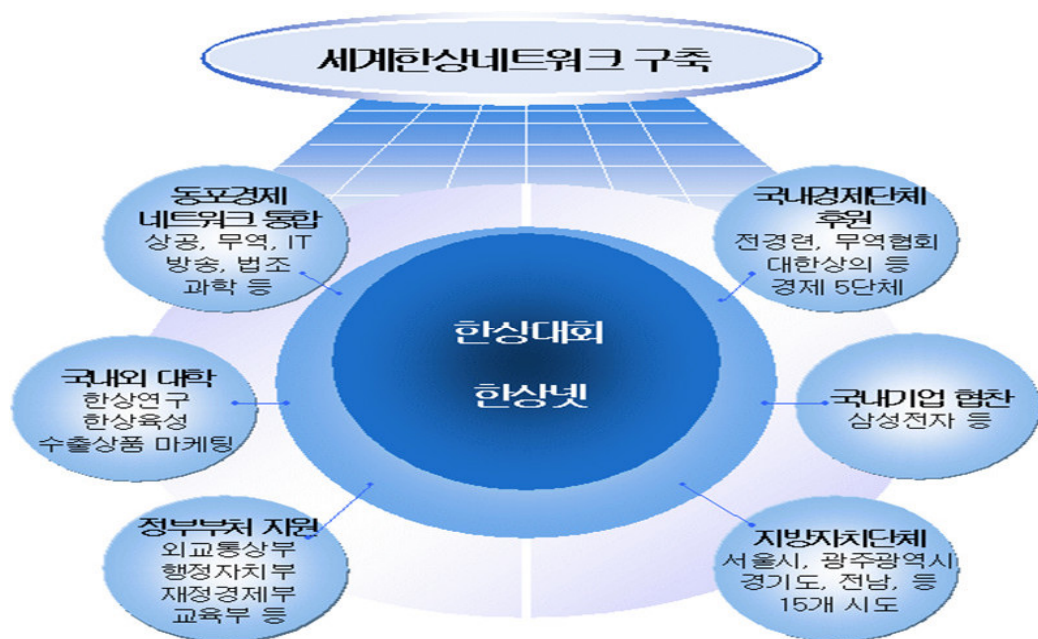 세계한상네트워크 구축
동포경제
네트워크 통합
상공, 무역, IT
방송, 법조
과학 등
국내경제단체
후원
전경련, 무역협회
대한상의 등
경제 5단체
한상대회
한상넷
국내외 대학
한상연구
한상육성
수출상품 마케팅
국내기업 협찬
삼성전자 등
정부부처 지원
외교통상부
행정자치부
재정경제부
교육부 등
지방자치단체
서울시, 광주광역시
경기도, 전남, 등
15개 시도